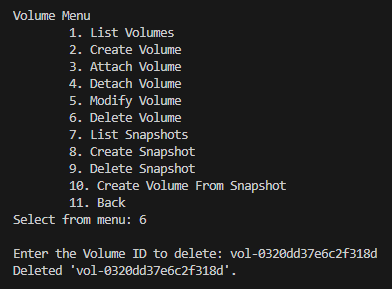 Volume Menu
1. List Volumes
2. Create Volume
3. Attach Volume
4. Detach Volume
5. Modify Volume
6. Delete Volume
7. List Snapshots
8. Create Snapshot
9. Delete Snapshot
10. Create Volume From Snapshot
11. Back
Select from menu: 6
Enter the Volume ID to delete: vol-0320dd37e6c2f318d
Deleted 'vol-0320dd37e6c2f318d'.